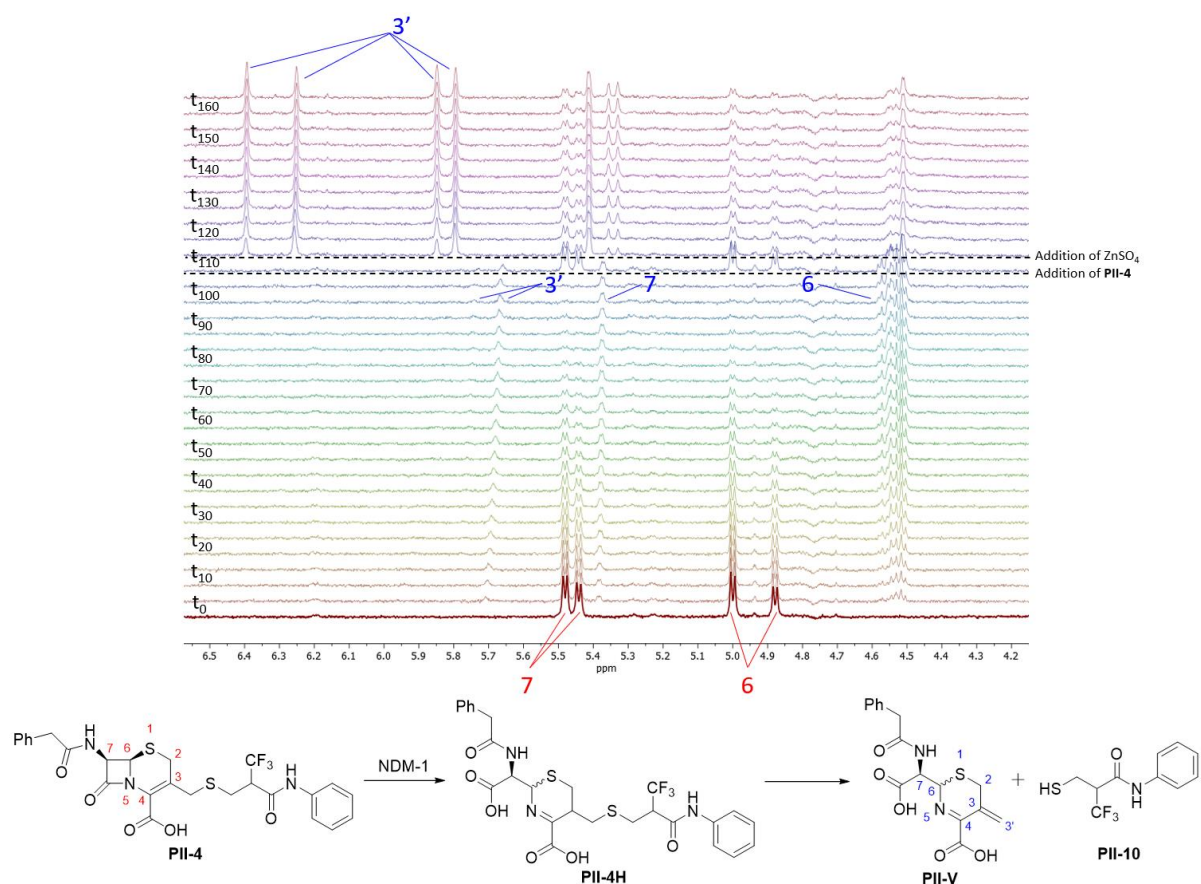 3'
t160
t150
t140
t130
t120
t110
Addition of ZnSO4
Addition of PII-4
t100
3'
7
6
t90
t80
t70
t60
t50
t40
t30
t20
t10
t0
6.5 6.4 6.3 6.2 6.1 6.0 5.9 5.8 5.7 5.6 5.5 5.4 5.3 5.2 5.1 5.0 4.9 4.8 4.7 4.6 4.5 4.4 4.3 4.2
ppm
7
6
Ph
O
H
N
7
6
1
S
2
3
N
5
4
O
O
OH
S
CF3
H
N
O
PII-4
NDM-1
Ph
O
NH
O
OH
S
N
O
OH
S
CF3
H
N
O
PII-4H
Ph
O
NH
O
OH
7
6
1
S
2
3
3'
N
5
4
O
OH
PII-V
+
HS
CF3
O
N
H
PII-10